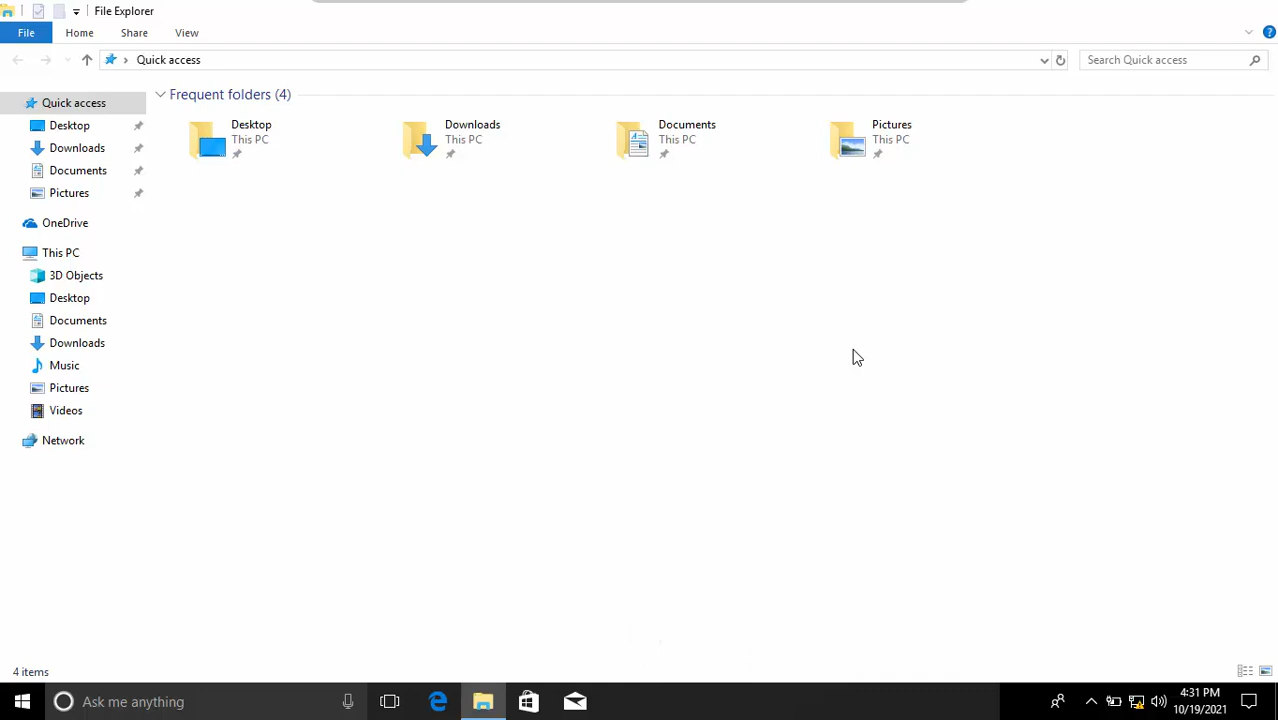 File Explorer
File Home Share View
Quick access Search Quick access
Quick access
Desktop
Downloads
Documents
Pictures
OneDrive
This PC
3D Objects
Desktop
Documents
Downloads
Music
Pictures
Videos
Network
Frequent folders (4)
Desktop
This PC
Downloads
This PC
Documents
This PC
Pictures
This PC
4 items
Ask me anything
4:31 PM
10/19/2021